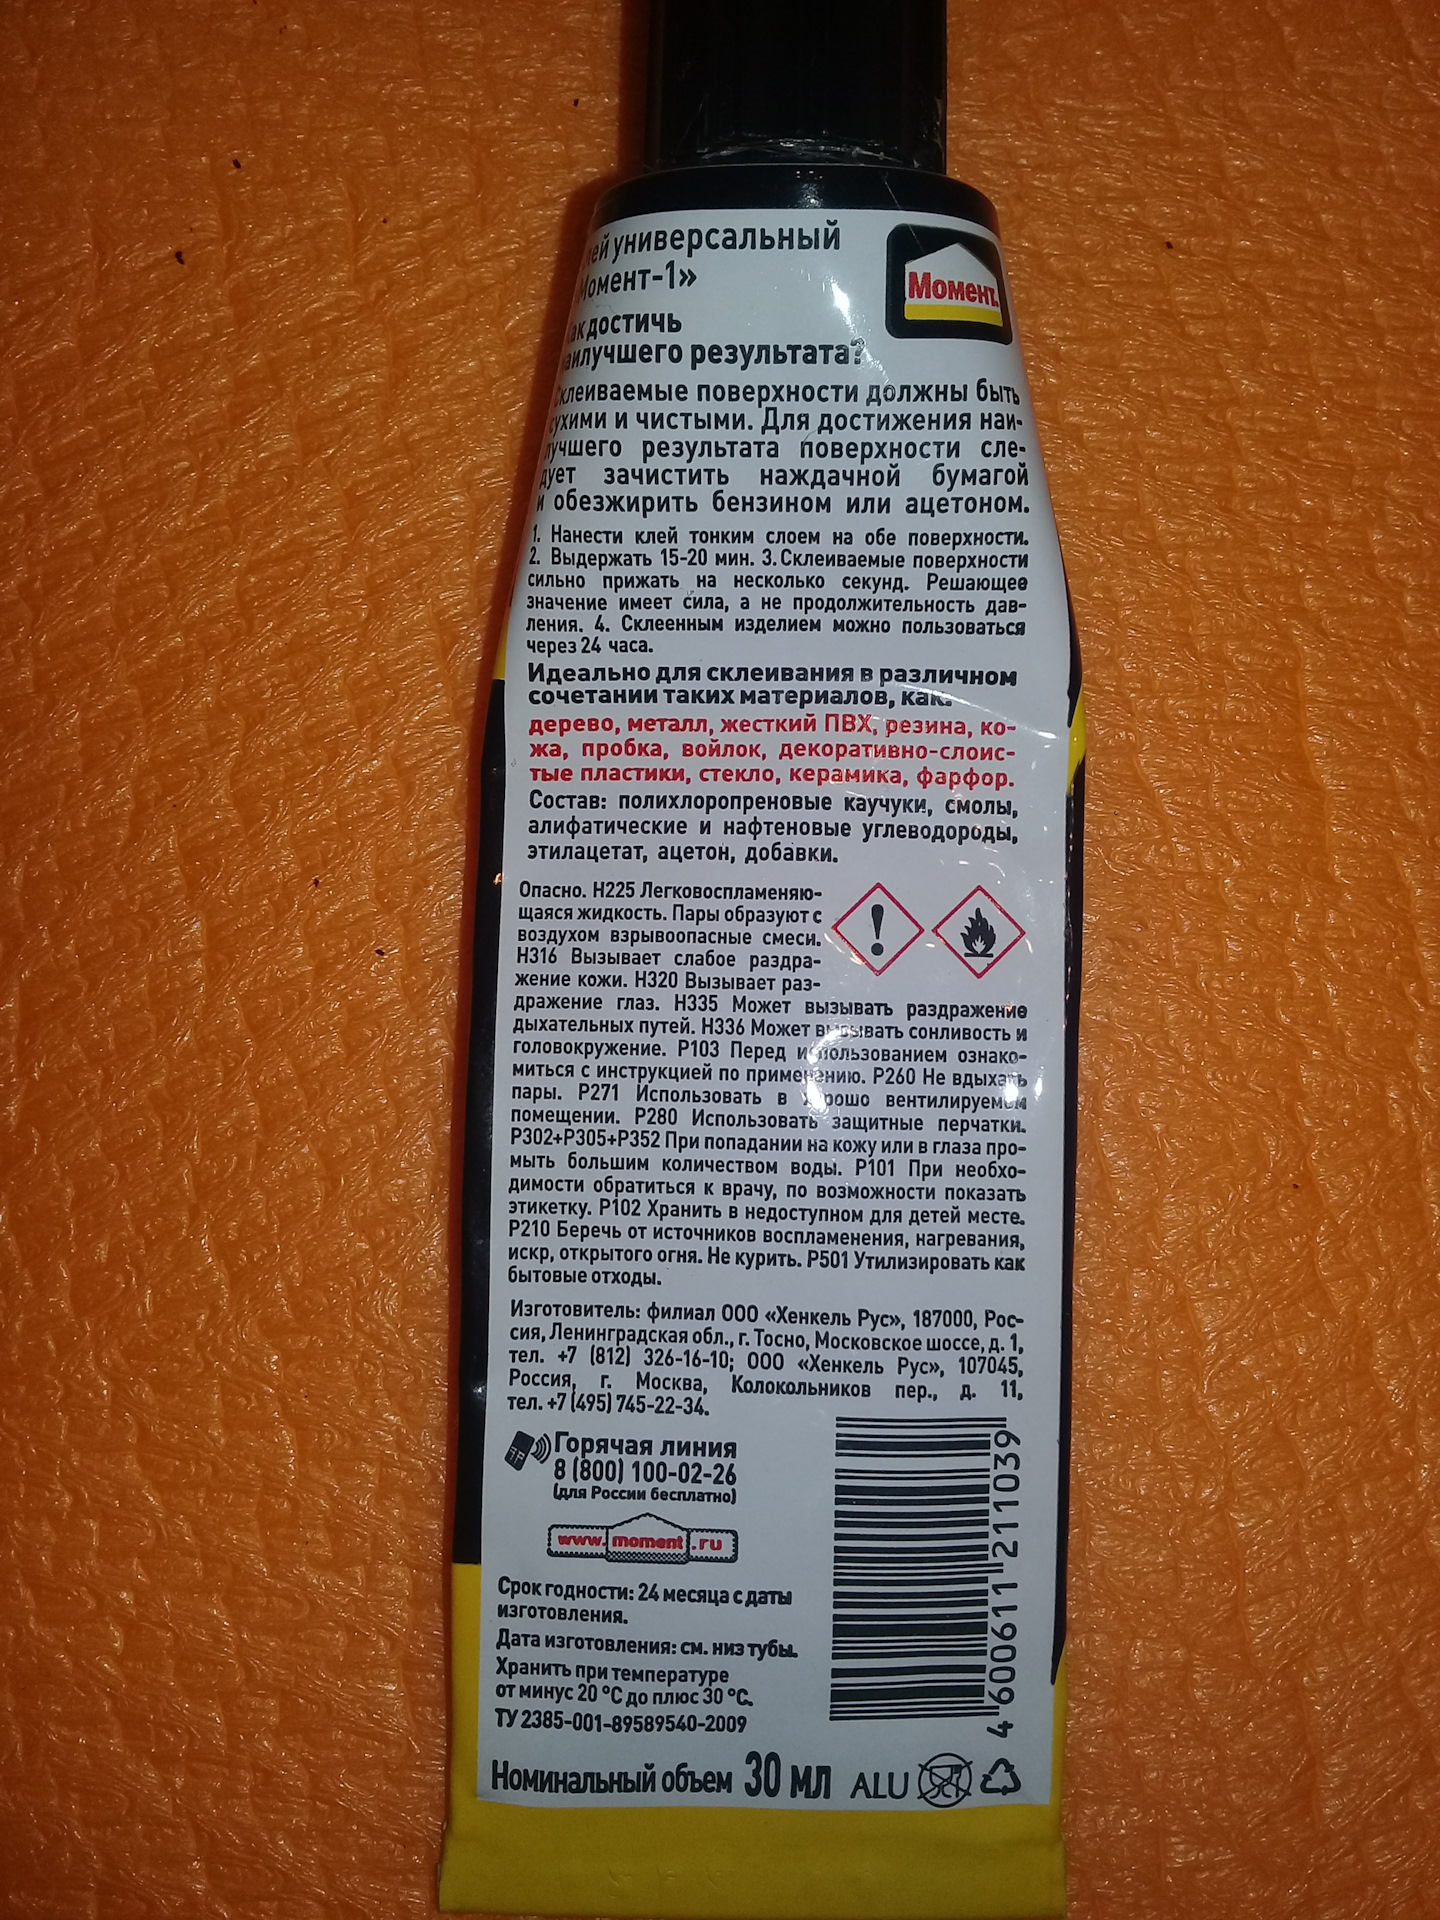 универсальный
Момент-1»
Момент
Как достичь
наилучшего результата?
Склеиваемые поверхности должны быть
сухими и чистыми. Для достижения наи-
лучшего результата поверхности сле-
дует зачистить наждачной бумагой
и обезжирить бензином или ацетоном.
1. Нанести клей тонким слоем на обе поверхности.
2. Выдержать 15-20 мин. 3. Склеиваемые поверхности
сильно прижать на несколько секунд. Решающее
значение имеет сила, а не продолжительность дав-
ления. 4. Склеенным изделием можно пользоваться
через 24 часа.
Идеально для склеивания в различном
сочетании таких материалов, как:
дерево, металл, жесткий ПВХ, резина, ко-
жа, пробка, войлок, декоративно-слоис-
тые пластики, стекло, керамика, фарфор.
Состав: полихлоропреновые каучуки, смолы,
алифатические и нафтеновые углеводороды,
этилацетат, ацетон, добавки.
Опасно. H225 Легковоспламеняю-
щаяся жидкость. Пары образуют с
воздухом взрывоопасные смеси.
H316 Вызывает слабое раздра-
жение кожи. H320 Вызывает раз-
дражение глаз. H335 Может вызывать раздражение
дыхательных путей. H336 Может вызывать сонливость и
головокружение. P103 Перед использованием ознако-
миться с инструкцией по применению. P260 Не вдыхать
пары. P271 Использовать в хорошо вентилируемом
помещении. P280 Использовать защитные перчатки.
P302+P305+P352 При попадании на кожу или в глаза про-
мыть большим количеством воды. P101 При необхо-
димости обратиться к врачу, по возможности показать
этикетку. P102 Хранить в недоступном для детей месте.
P210 Беречь от источников воспламенения, нагревания,
искр, открытого огня. Не курить. P501 Утилизировать как
бытовые отходы.
Изготовитель: филиал ООО «Хенкель Рус», 187000, Рос-
сия, Ленинградская обл., г. Тосно, Московское шоссе, д. 1,
тел. +7 (812) 326-16-10; ООО «Хенкель Рус», 107045,
Россия, г. Москва, Колокольников пер., д. 11,
тел. +7 (495) 745-22-34.
Горячая линия
8 (800) 100-02-26
(для России бесплатно)
www.moment.ru
Срок годности: 24 месяца с даты
изготовления.
Дата изготовления: см. низ тубы.
Хранить при температуре
от минус 20 °C до плюс 30 °C.
ТУ 2385-001-89589540-2009
4 600611 211039
Номинальный объем 30 мл ALU